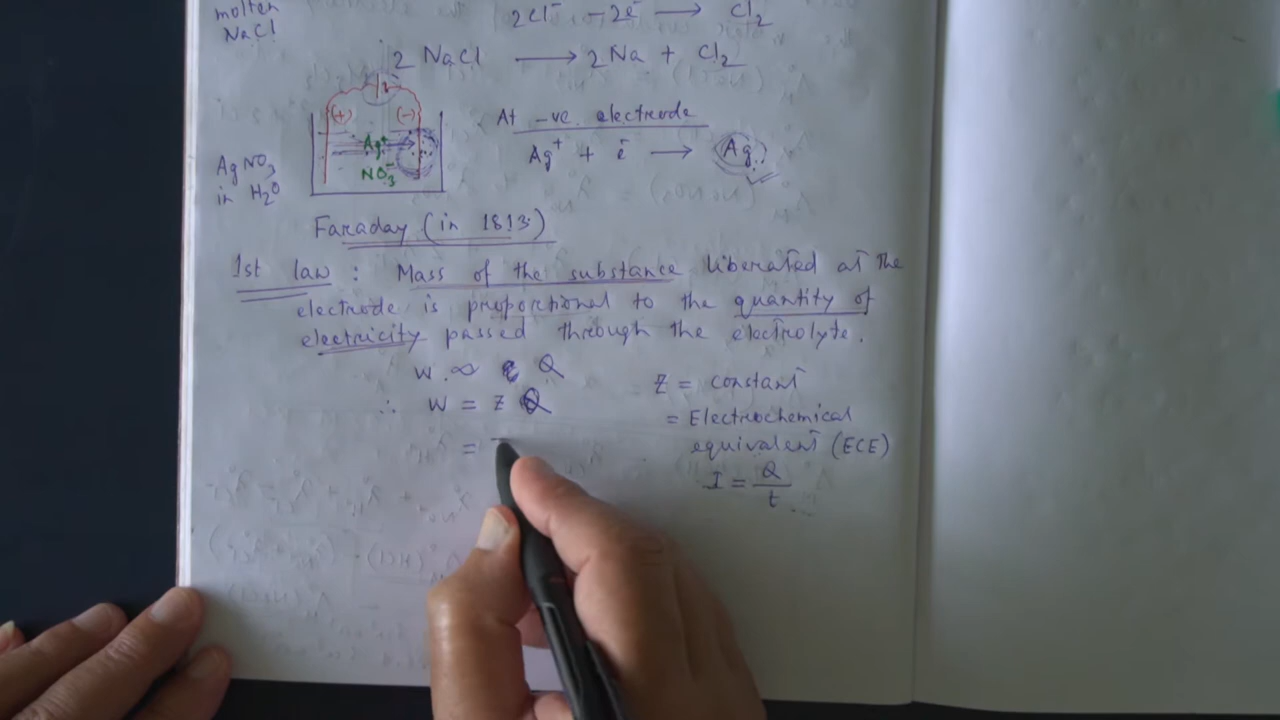 molten
NaCl
2Cl⁻ − 2e⁻ ⟶ Cl₂
2 NaCl ⟶ 2 Na + Cl₂
(+) (−)
Ag⁺
NO₃⁻
AgNO₃
in H₂O
At -ve electrode
Ag⁺ + e⁻ ⟶ Ag
Faraday (in 1813)
1st law : Mass of the substance liberated at the
electrode is proportional to the quantity of
electricity passed through the electrolyte.
W ∝ Q
∴ W = Z Q
=
Z = constant
= Electrochemical
equivalent (ECE)
I = Q/t